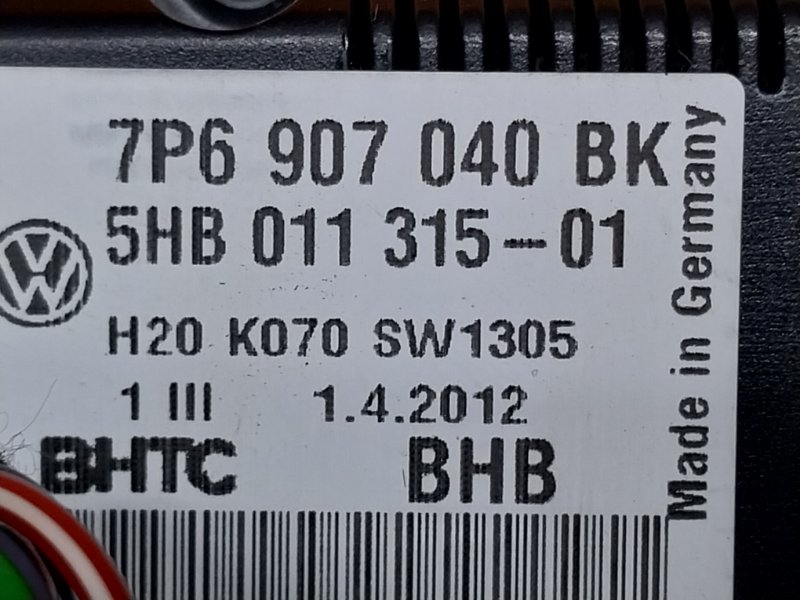 7P6 907 040 BK
5HB 011 315-01
H20 K070 SW1305
1 III 1.4.2012
BHTC BHB
Made in Germany